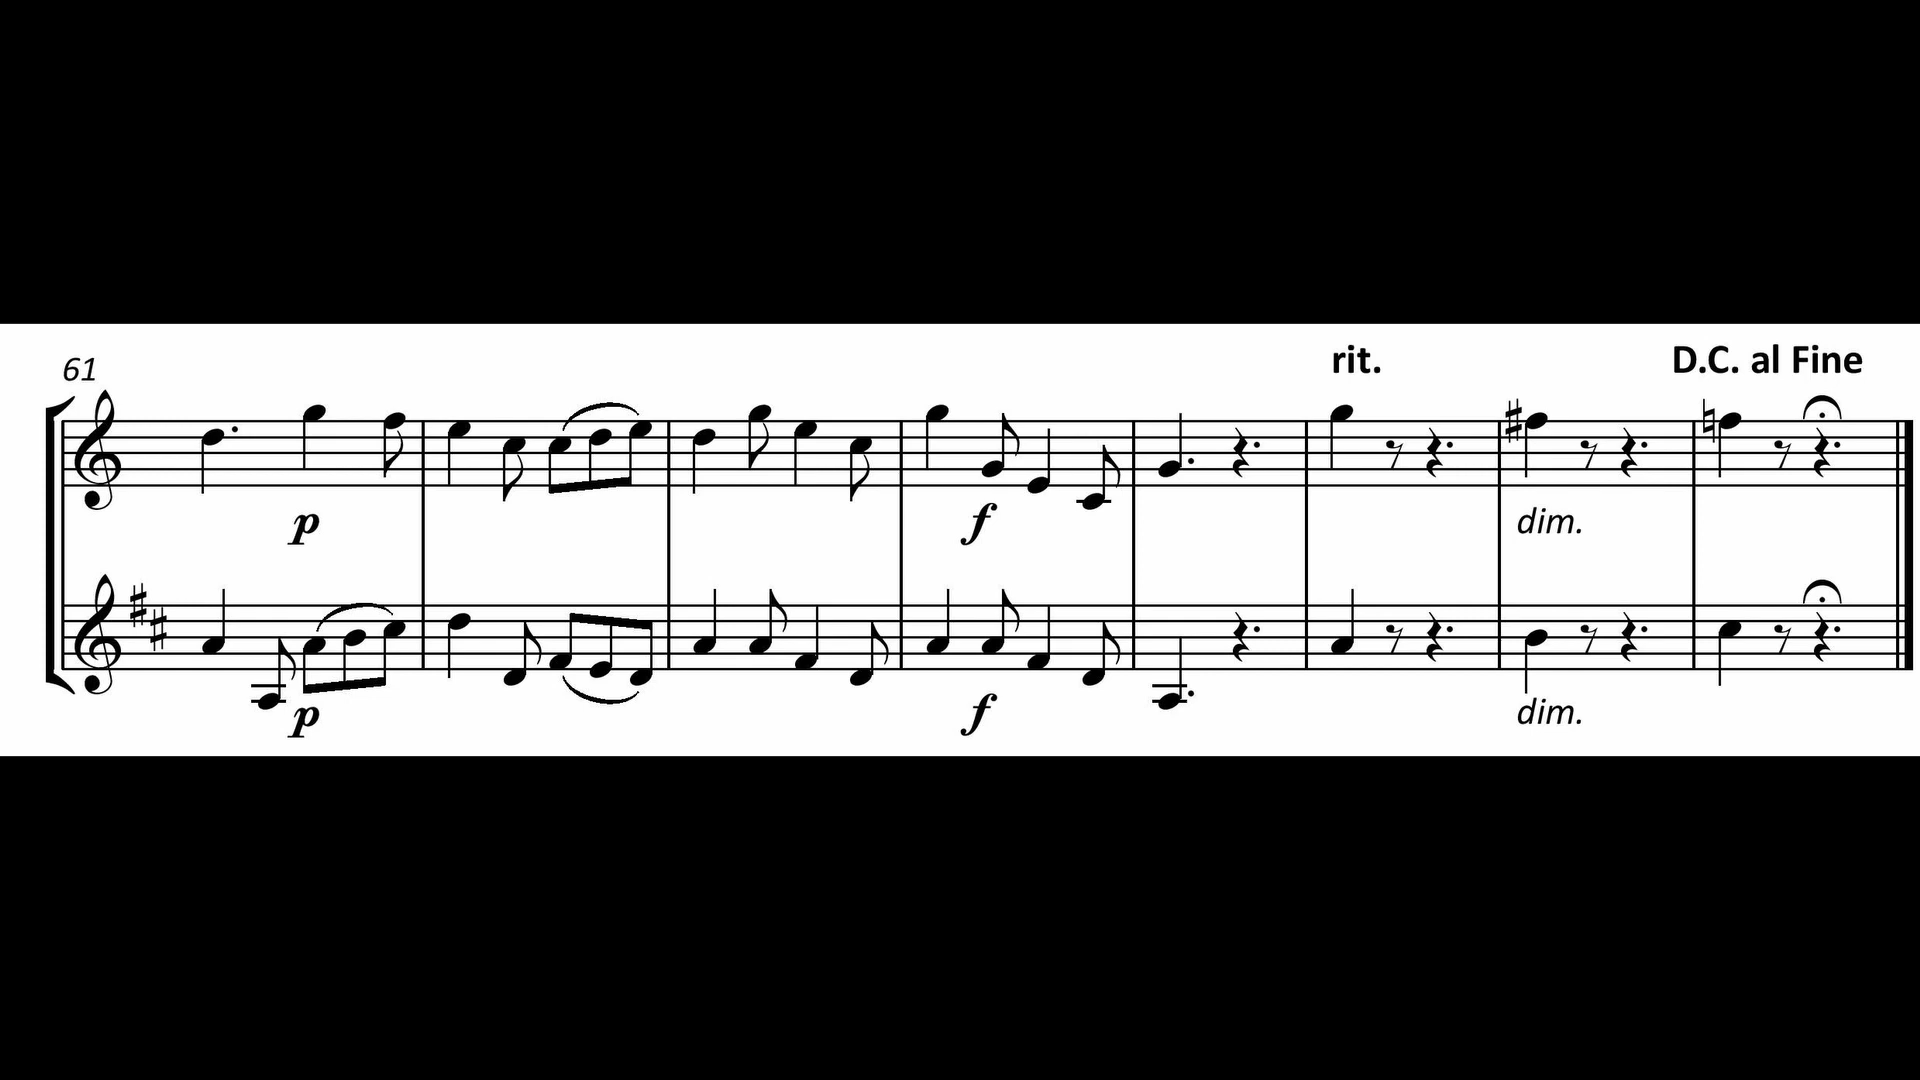 61
rit.
D.C. al Fine
p
f
dim.
p
f
dim.